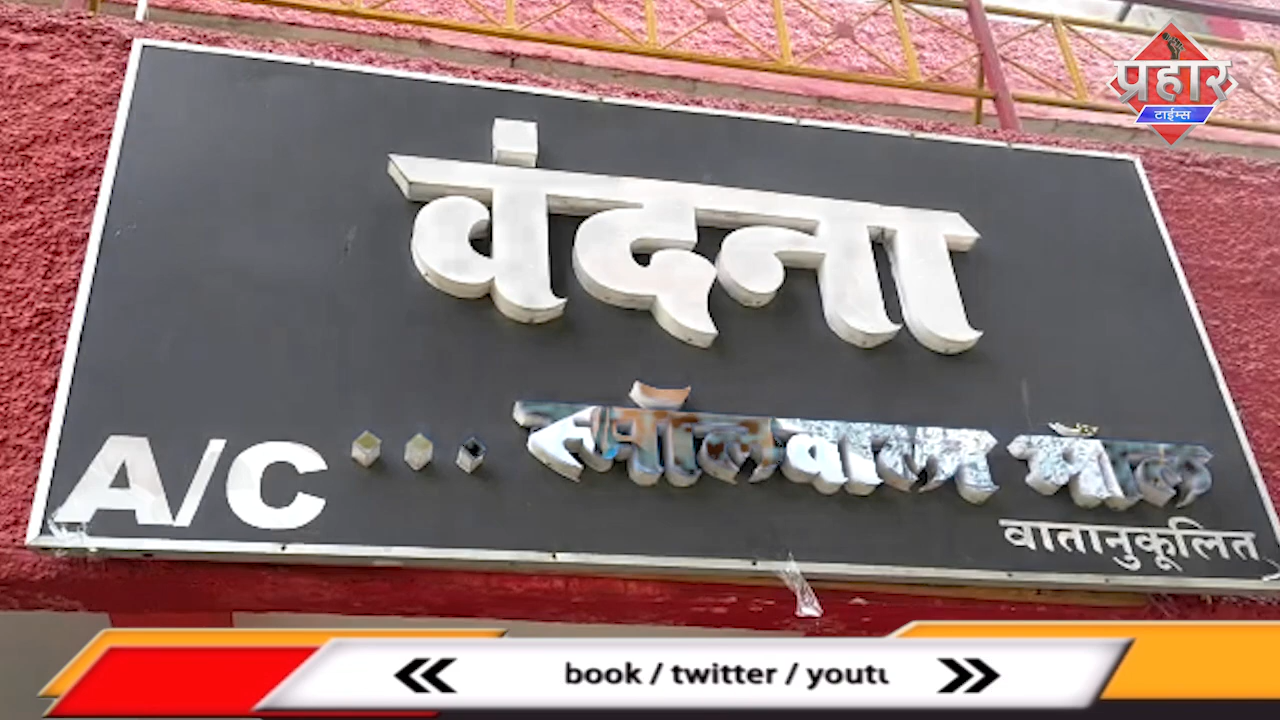 प्रहार
टाईम्स
वंदना
A/C
स्मॉल वाला मॉल
वातानुकूलित
book / twitter / youtu